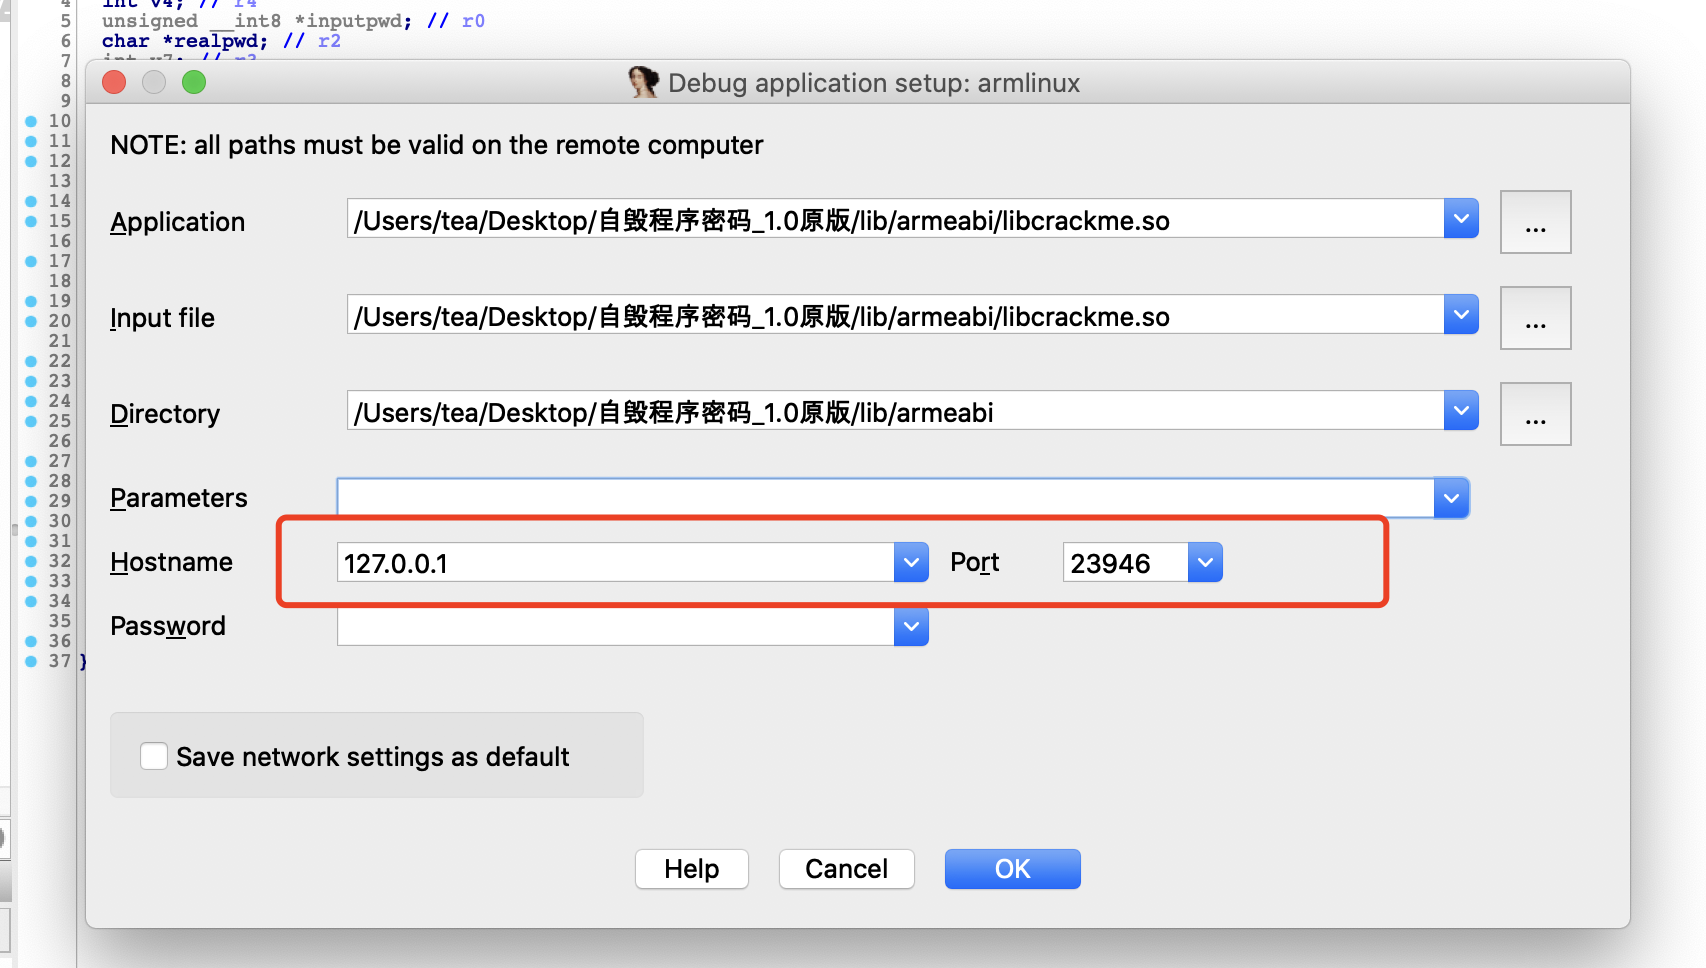 4 int v4; // r4
5 unsigned __int8 *inputpwd; // r0
6 char *realpwd; // r2
7 int v7; // r3
8
9
10
11
12
13
14
15
16
17
18
19
20
21
22
23
24
25
26
27
28
29
30
31
32
33
34
35
36
37 }
Debug application setup: armlinux
NOTE: all paths must be valid on the remote computer
Application /Users/tea/Desktop/自毁程序密码_1.0原版/lib/armeabi/libcrackme.so ...
Input file /Users/tea/Desktop/自毁程序密码_1.0原版/lib/armeabi/libcrackme.so ...
Directory /Users/tea/Desktop/自毁程序密码_1.0原版/lib/armeabi ...
Parameters
Hostname 127.0.0.1 Port 23946
Password
Save network settings as default
Help Cancel OK